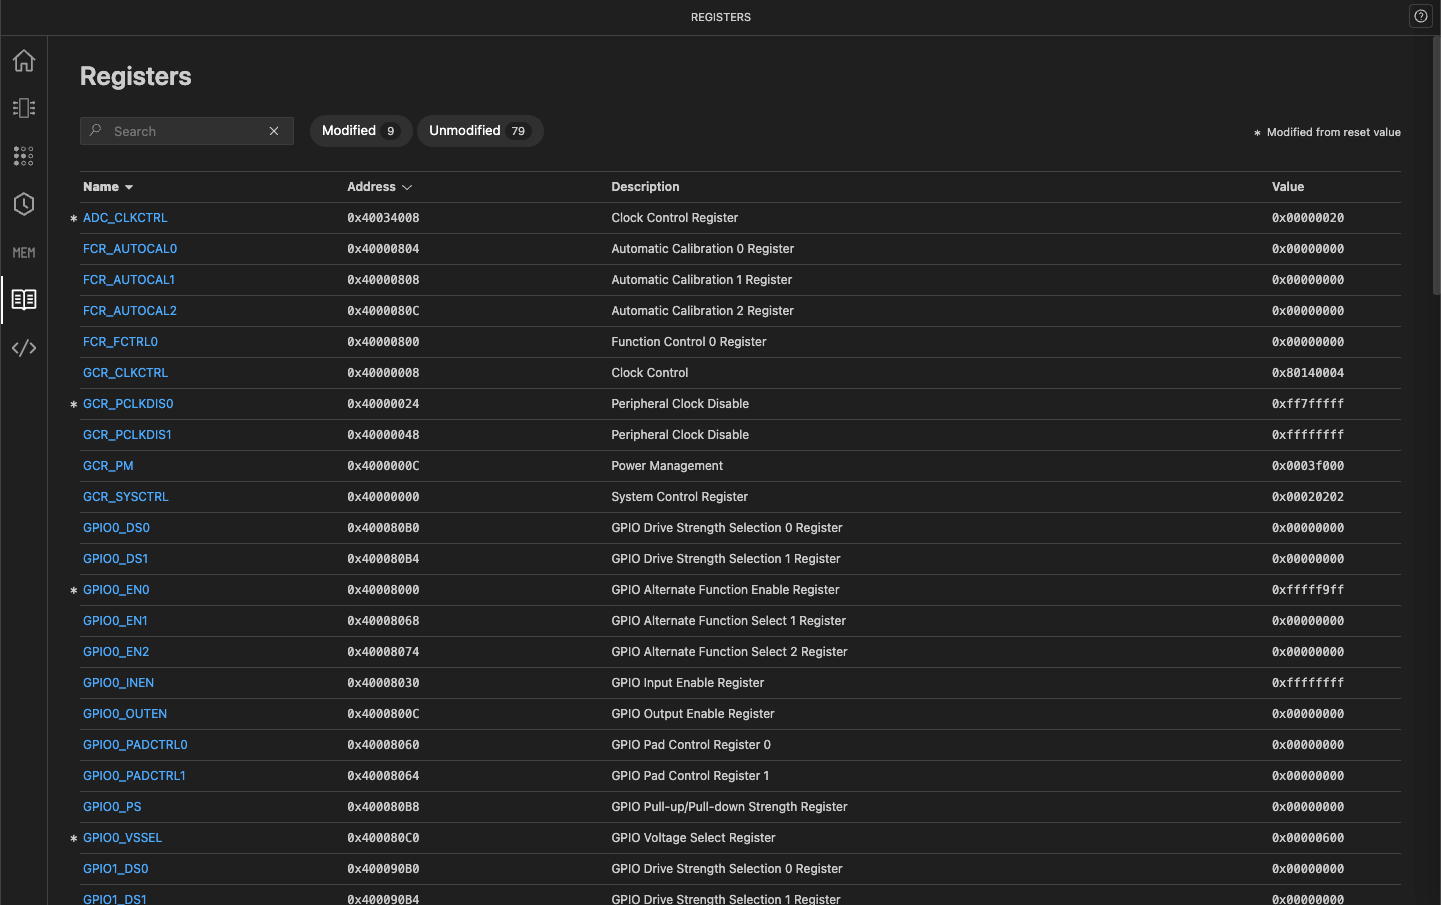 REGISTERS
Registers
Search
Modified 9 Unmodified 79
* Modified from reset value
Name Address Description Value
* ADC_CLKCTRL 0x40034008 Clock Control Register 0x00000020
FCR_AUTOCAL0 0x40000804 Automatic Calibration 0 Register 0x00000000
FCR_AUTOCAL1 0x40000808 Automatic Calibration 1 Register 0x00000000
FCR_AUTOCAL2 0x4000080C Automatic Calibration 2 Register 0x00000000
FCR_FCTRL0 0x40000800 Function Control 0 Register 0x00000000
GCR_CLKCTRL 0x40000008 Clock Control 0x80140004
MEM
* GCR_PCLKDIS0 0x40000024 Peripheral Clock Disable 0xff7fffff
GCR_PCLKDIS1 0x40000048 Peripheral Clock Disable 0xffffffff
GCR_PM 0x4000000C Power Management 0x0003f000
GCR_SYSCTRL 0x40000000 System Control Register 0x00020202
GPIO0_DS0 0x400080B0 GPIO Drive Strength Selection 0 Register 0x00000000
GPIO0_DS1 0x400080B4 GPIO Drive Strength Selection 1 Register 0x00000000
* GPIO0_EN0 0x40008000 GPIO Alternate Function Enable Register 0xfffff9ff
GPIO0_EN1 0x40008068 GPIO Alternate Function Select 1 Register 0x00000000
GPIO0_EN2 0x40008074 GPIO Alternate Function Select 2 Register 0x00000000
GPIO0_INEN 0x40008030 GPIO Input Enable Register 0xffffffff
GPIO0_OUTEN 0x4000800C GPIO Output Enable Register 0x00000000
GPIO0_PADCTRL0 0x40008060 GPIO Pad Control Register 0 0x00000000
GPIO0_PADCTRL1 0x40008064 GPIO Pad Control Register 1 0x00000000
GPIO0_PS 0x400080B8 GPIO Pull-up/Pull-down Strength Register 0x00000000
* GPIO0_VSSEL 0x400080C0 GPIO Voltage Select Register 0x00000600
GPIO1_DS0 0x400090B0 GPIO Drive Strength Selection 0 Register 0x00000000
GPIO1_DS1 0x400090B4 GPIO Drive Strength Selection 1 Register 0x00000000